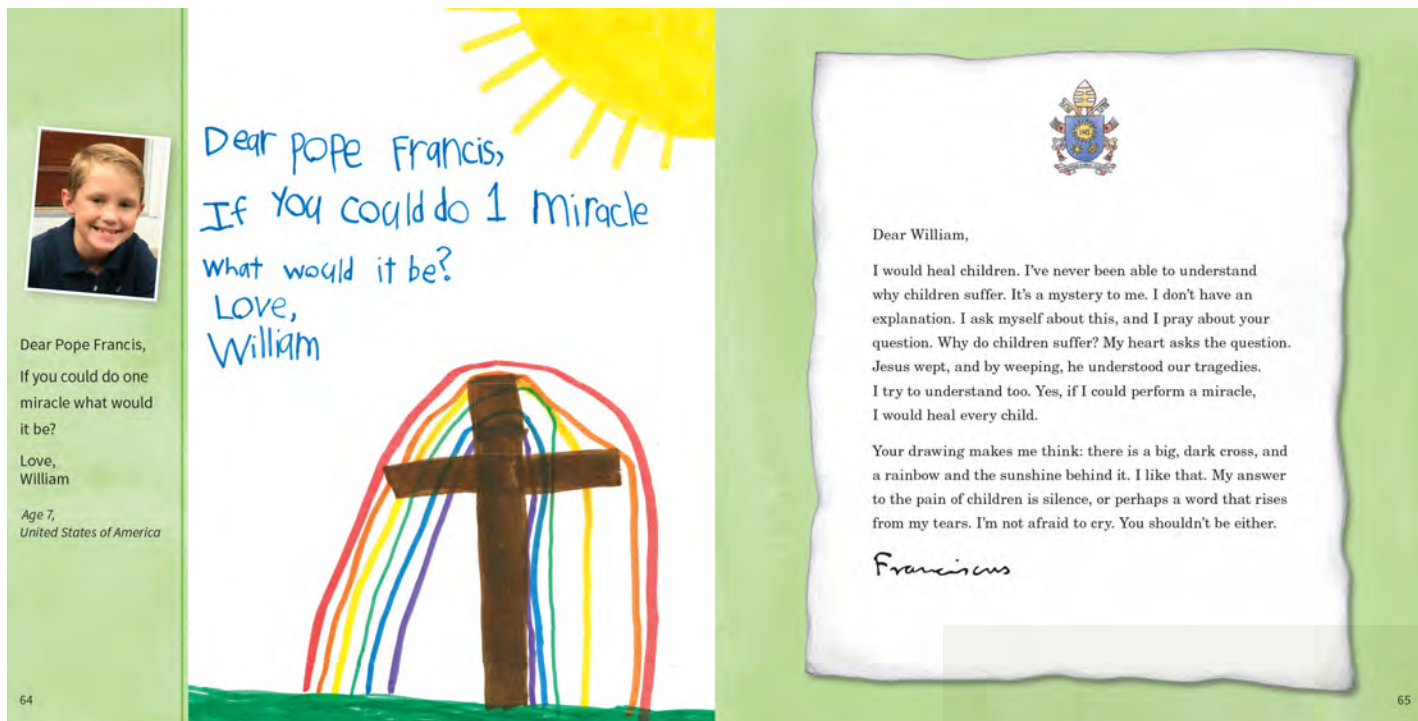 Dear Pope Francis,
If you could do one
miracle what would
it be?
Love,
William
Age 7,
United States of America
64
Dear Pope Francis,
If You could do 1 Miracle
what would it be?
Love,
William
IHS
Dear William,
I would heal children. I’ve never been able to understand
why children suffer. It’s a mystery to me. I don’t have an
explanation. I ask myself about this, and I pray about your
question. Why do children suffer? My heart asks the question.
Jesus wept, and by weeping, he understood our tragedies.
I try to understand too. Yes, if I could perform a miracle,
I would heal every child.
Your drawing makes me think: there is a big, dark cross, and
a rainbow and the sunshine behind it. I like that. My answer
to the pain of children is silence, or perhaps a word that rises
from my tears. I’m not afraid to cry. You shouldn’t be either.
Franciscus
65